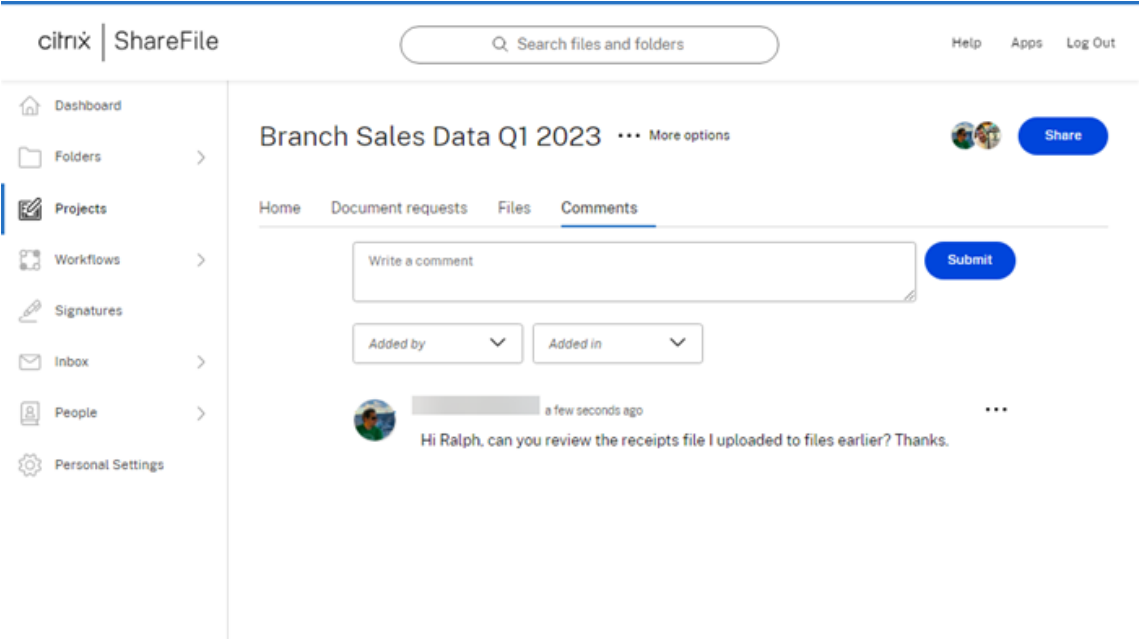 citrix | ShareFile
Search files and folders
Help Apps Log Out
Dashboard
Folders
Projects
Workflows
Signatures
Inbox
People
Personal Settings
Branch Sales Data Q1 2023 ••• More options
Share
Home Document requests Files Comments
Write a comment
Submit
Added by
Added in
a few seconds ago
Hi Ralph, can you review the receipts file I uploaded to files earlier? Thanks.